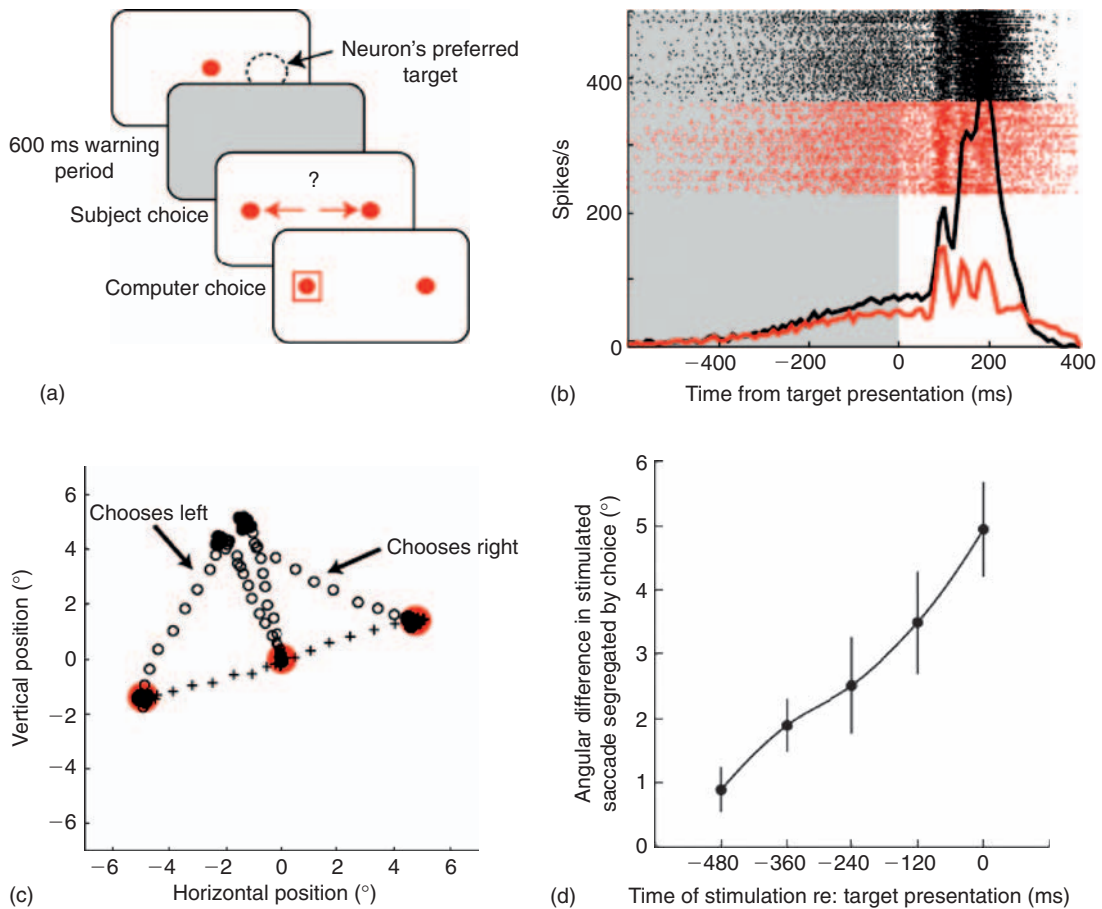 Neuron's preferred
target
600 ms warning
period
?
Subject choice
Computer choice
(a)
Spikes/s
400
200
0
−400
−200
0
200
400
(b)
Time from target presentation (ms)
Chooses left
Chooses right
Vertical position (°)
6
4
2
0
−2
−4
−6
−6
−4
−2
0
2
4
6
(c)
Horizontal position (°)
Angular difference in stimulated
saccade segregated by choice (°)
6
5
4
3
2
1
0
−480
−360
−240
−120
0
(d)
Time of stimulation re: target presentation (ms)